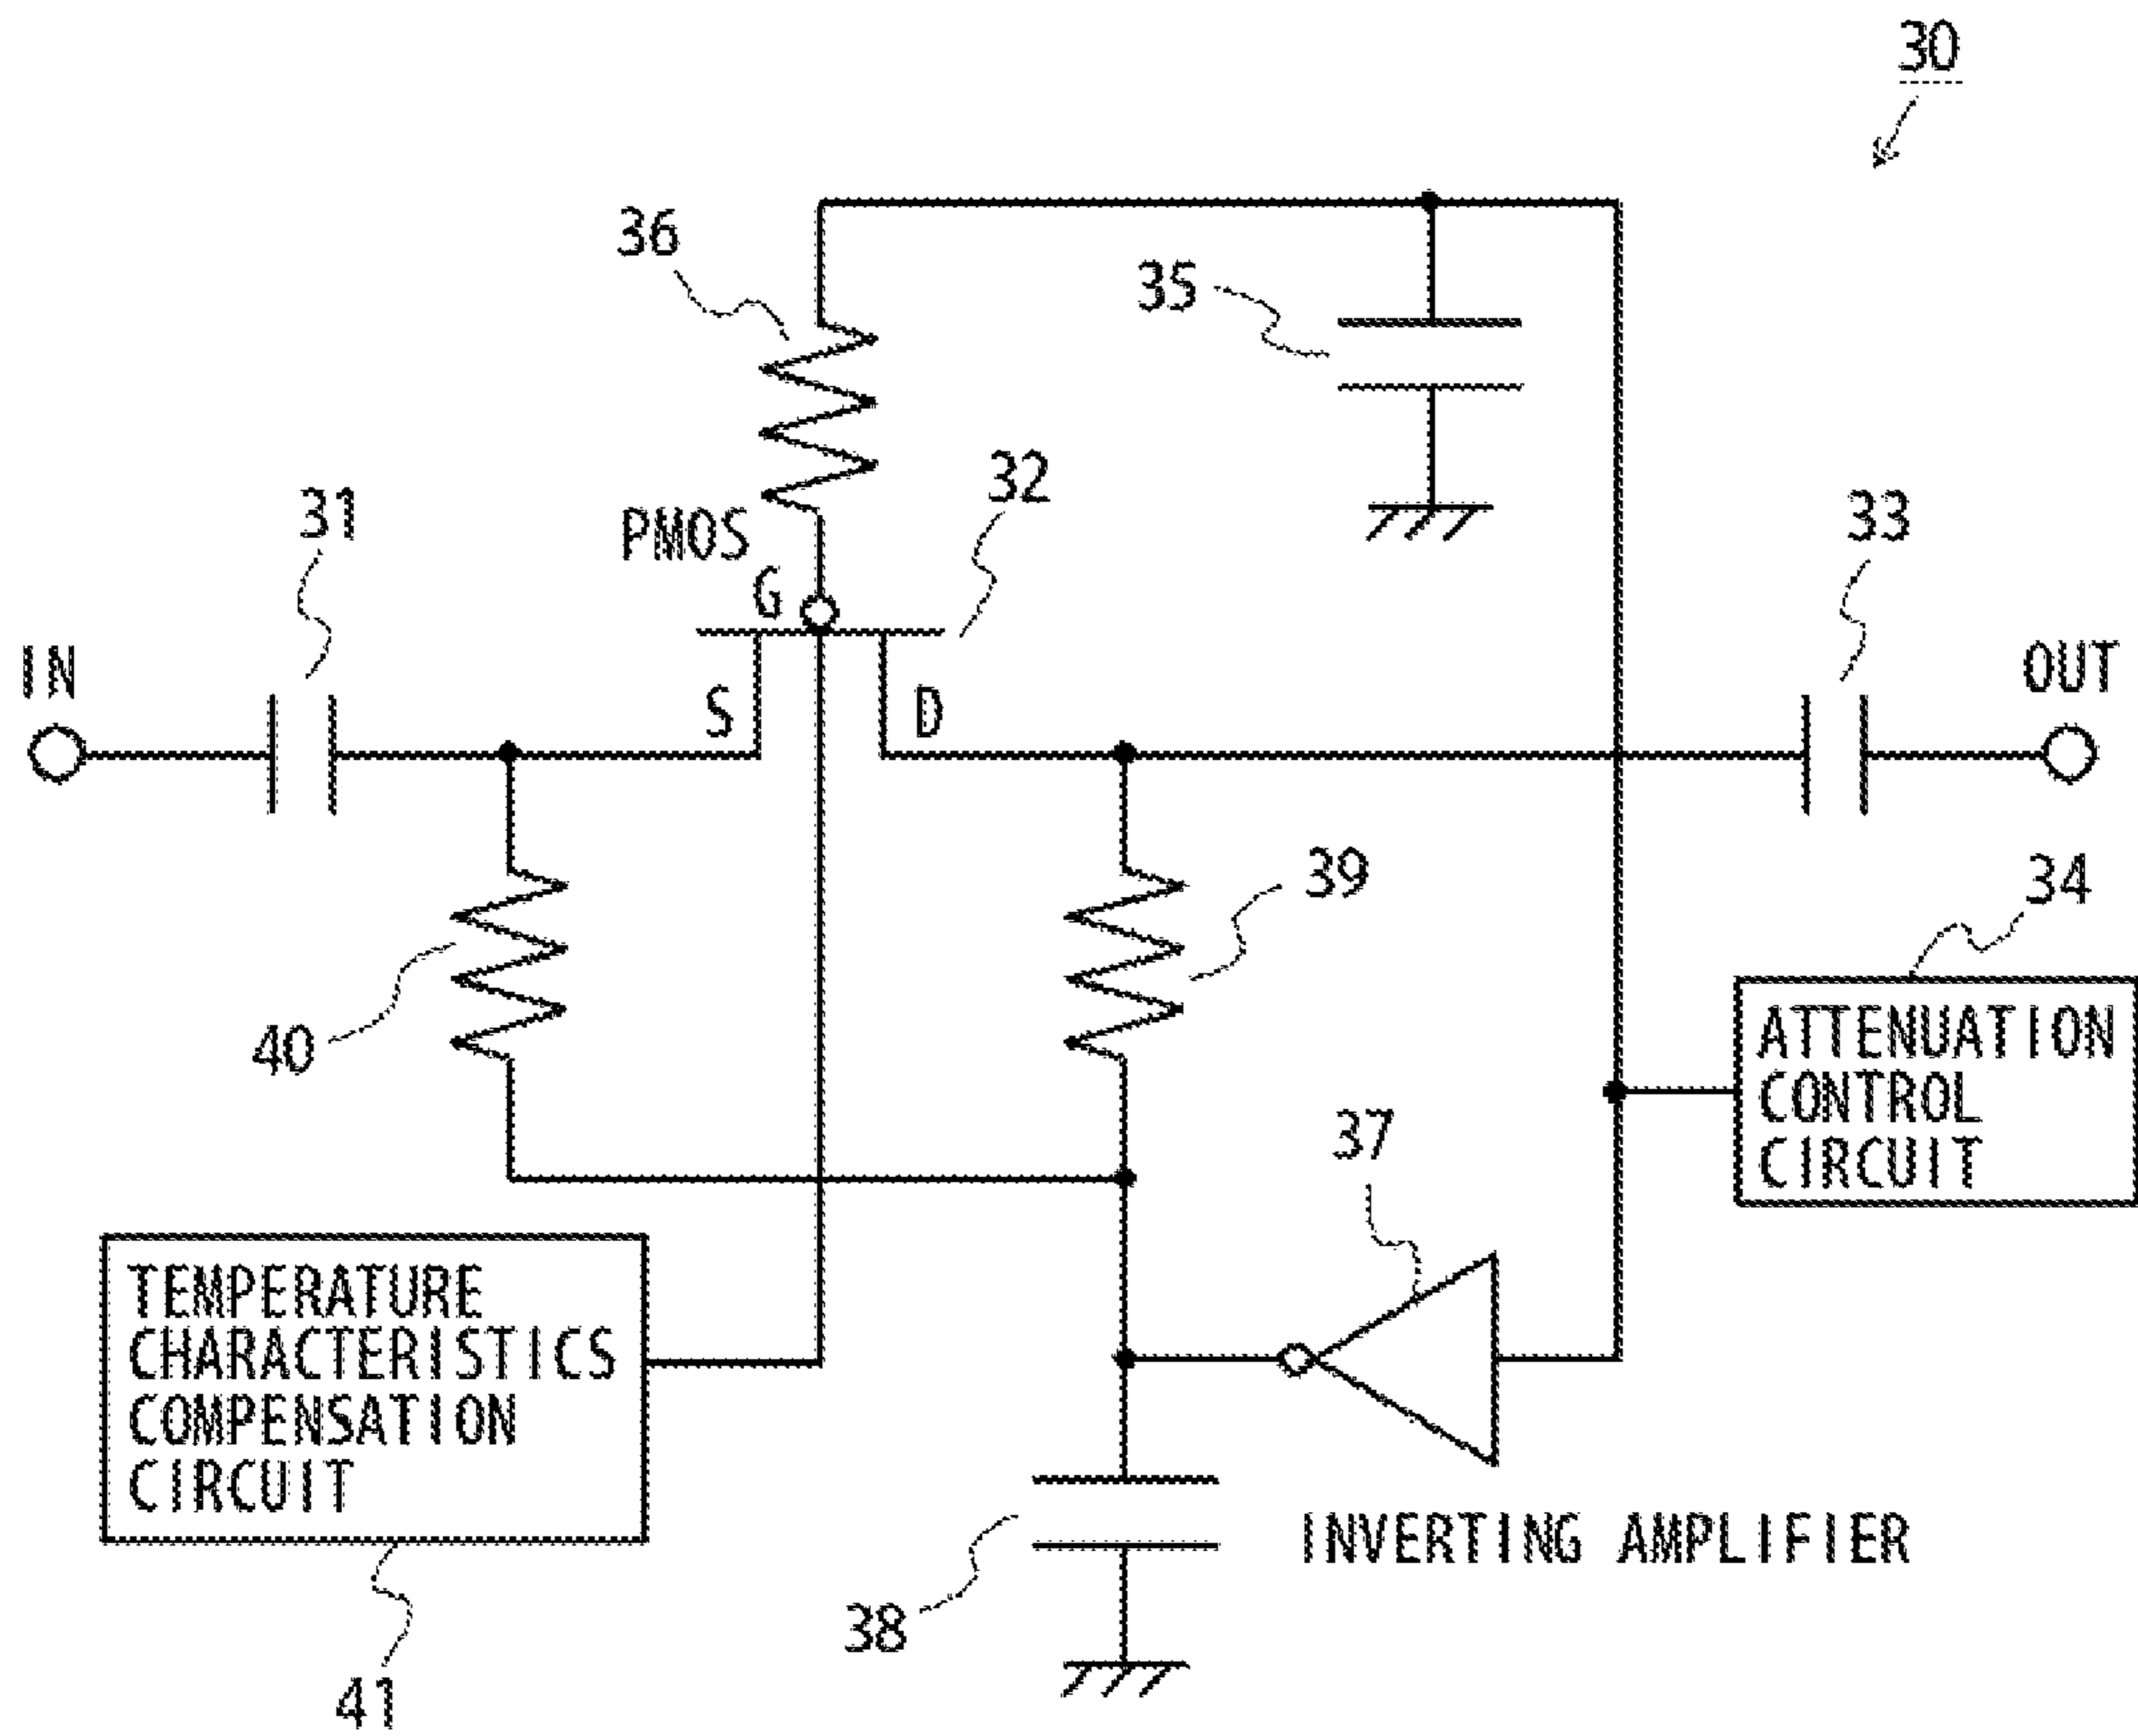 30
36
35
32
PMOS
31
33
G
IN
OUT
S
D
39
34
40
ATTENUATION
CONTROL
CIRCUIT
37
TEMPERATURE
CHARACTERISTICS
COMPENSATION
CIRCUIT
INVERTING AMPLIFIER
38
41